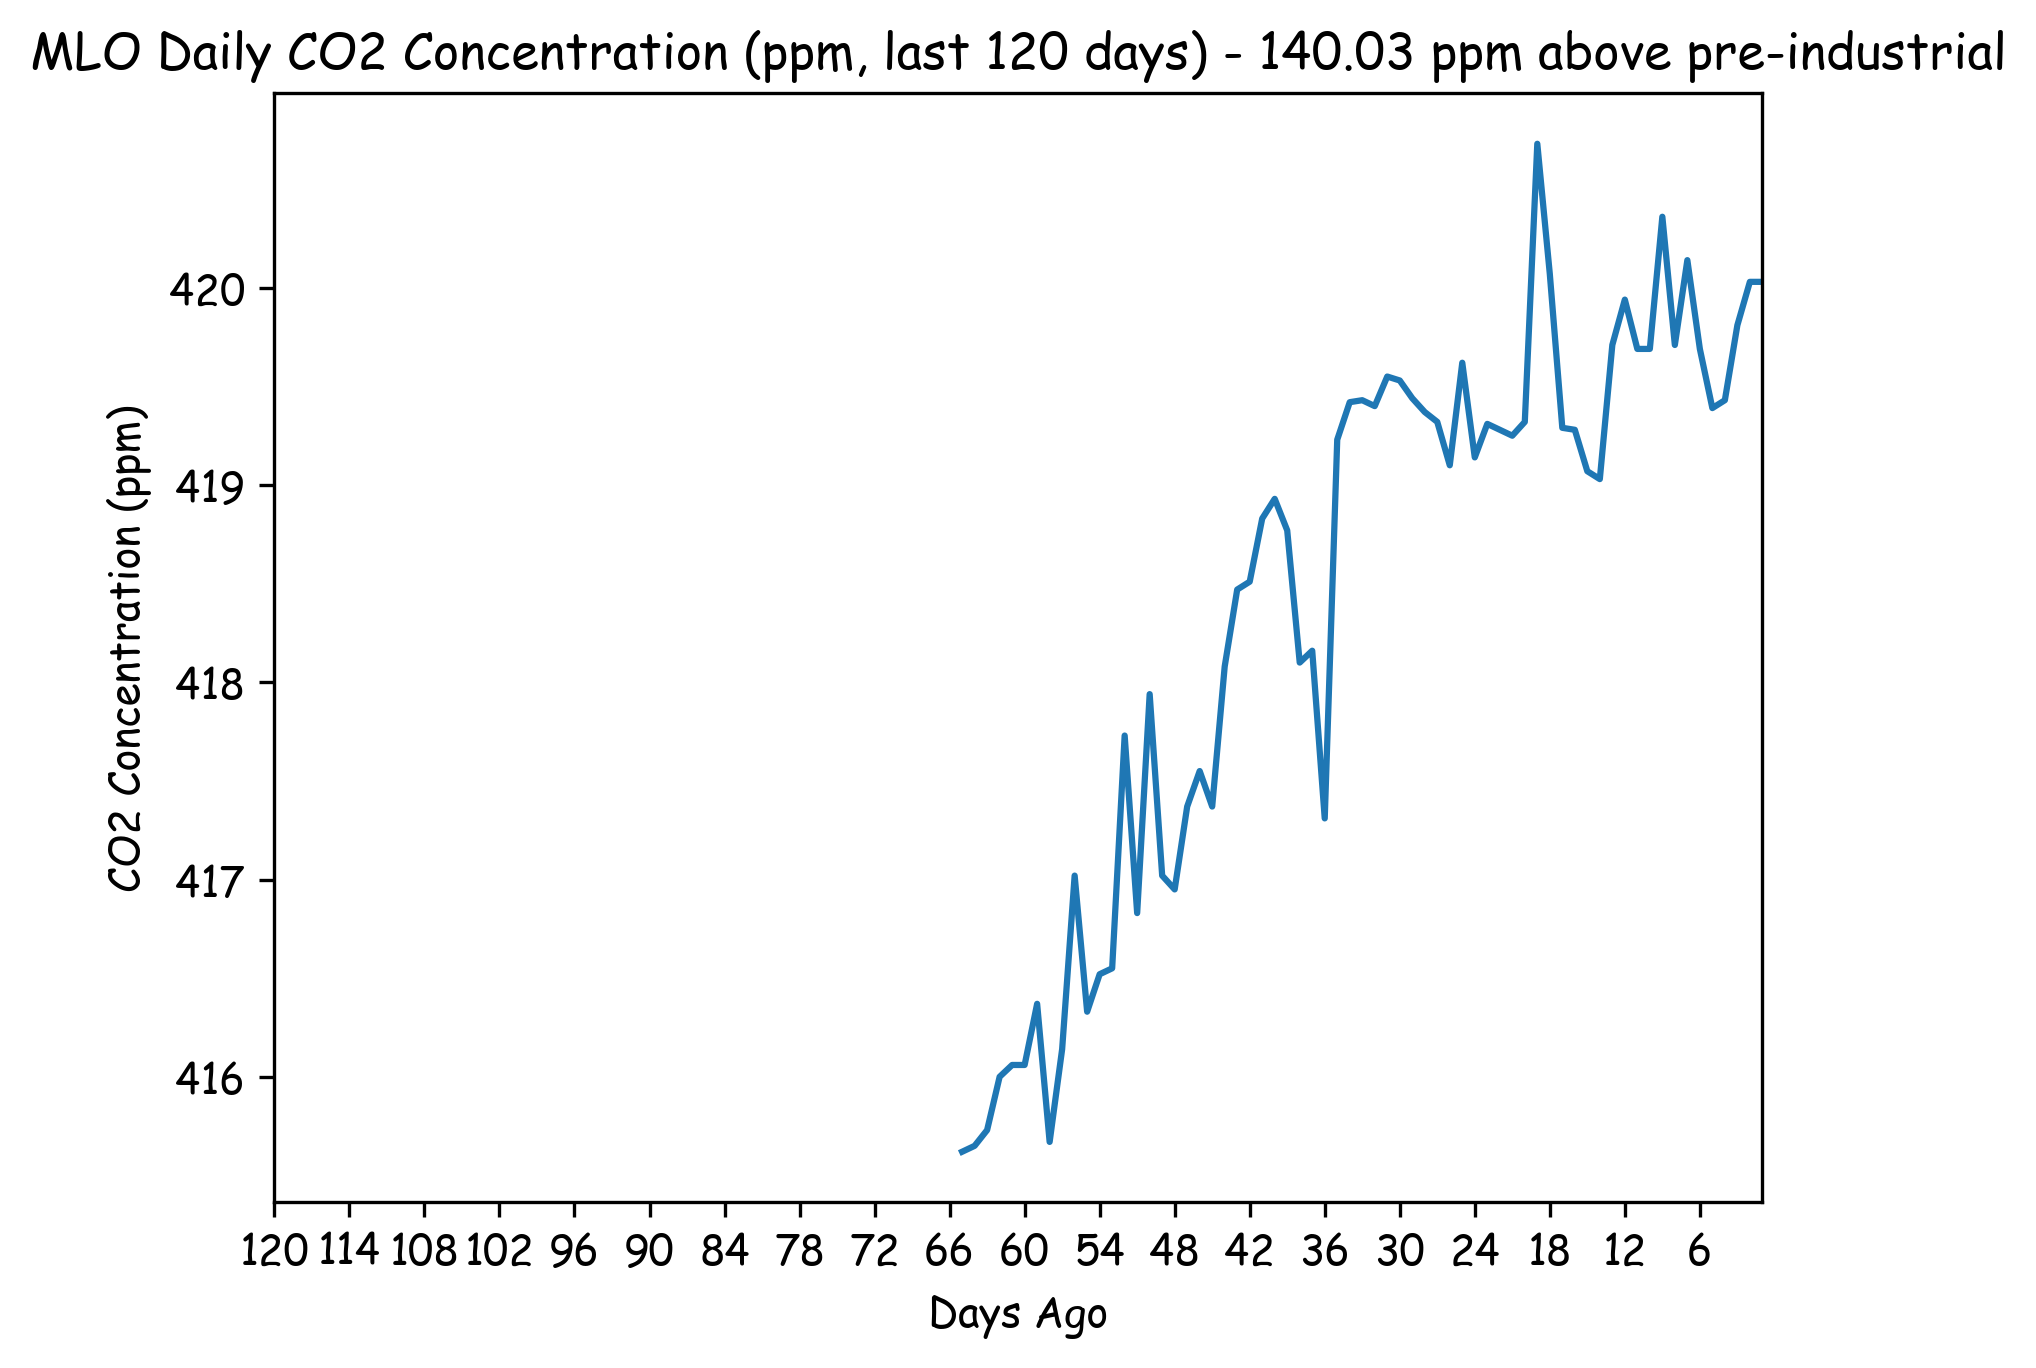 MLO Daily CO2 Concentration (ppm, last 120 days) - 140.03 ppm above pre-industrial
CO2 Concentration (ppm)
420
419
418
417
416
120 114 108 102 96 90 84 78 72 66 60 54 48 42 36 30 24 18 12 6
Days Ago